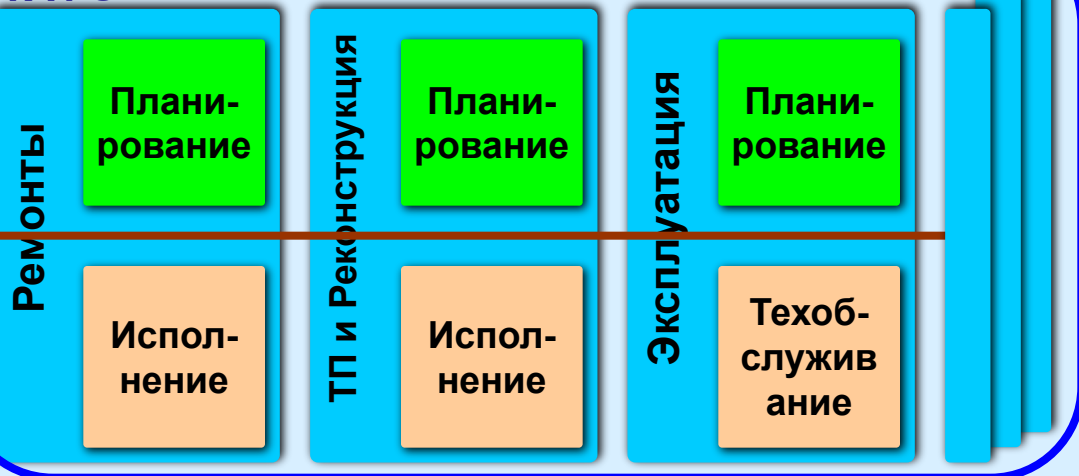 Ремонты
Плани-
рование
Испол-
нение
ТП и Реконструкция
Плани-
рование
Испол-
нение
Эксплуатация
Плани-
рование
Техоб-
служив
ание